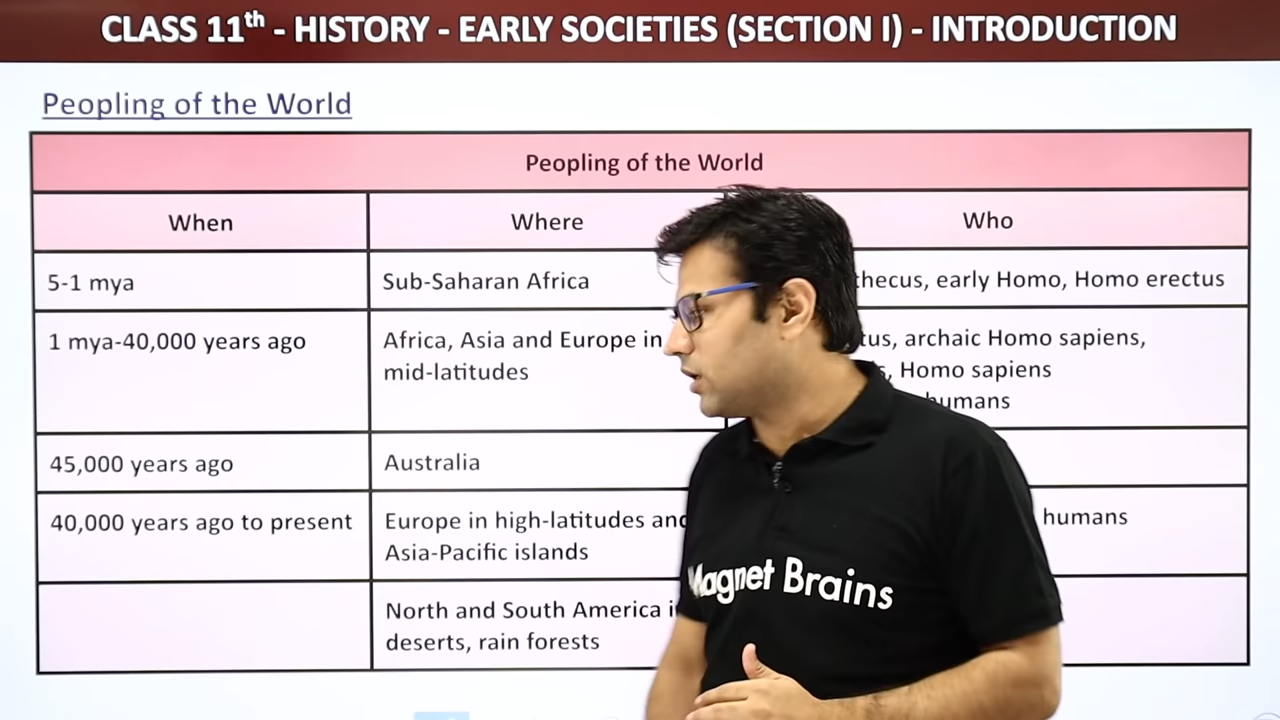 CLASS 11th - HISTORY - EARLY SOCIETIES (SECTION I) - INTRODUCTION
Peopling of the World
Peopling of the World
When Where Who
5-1 mya Sub-Saharan Africa early Homo, Homo erectus
1 mya-40,000 years ago Africa, Asia and Europe in archaic Homo sapiens,
mid-latitudes Homo sapiens
humans
45,000 years ago Australia
40,000 years ago to present Europe in high-latitudes and humans
Asia-Pacific islands
North and South America
deserts, rain forests
Magnet Brains